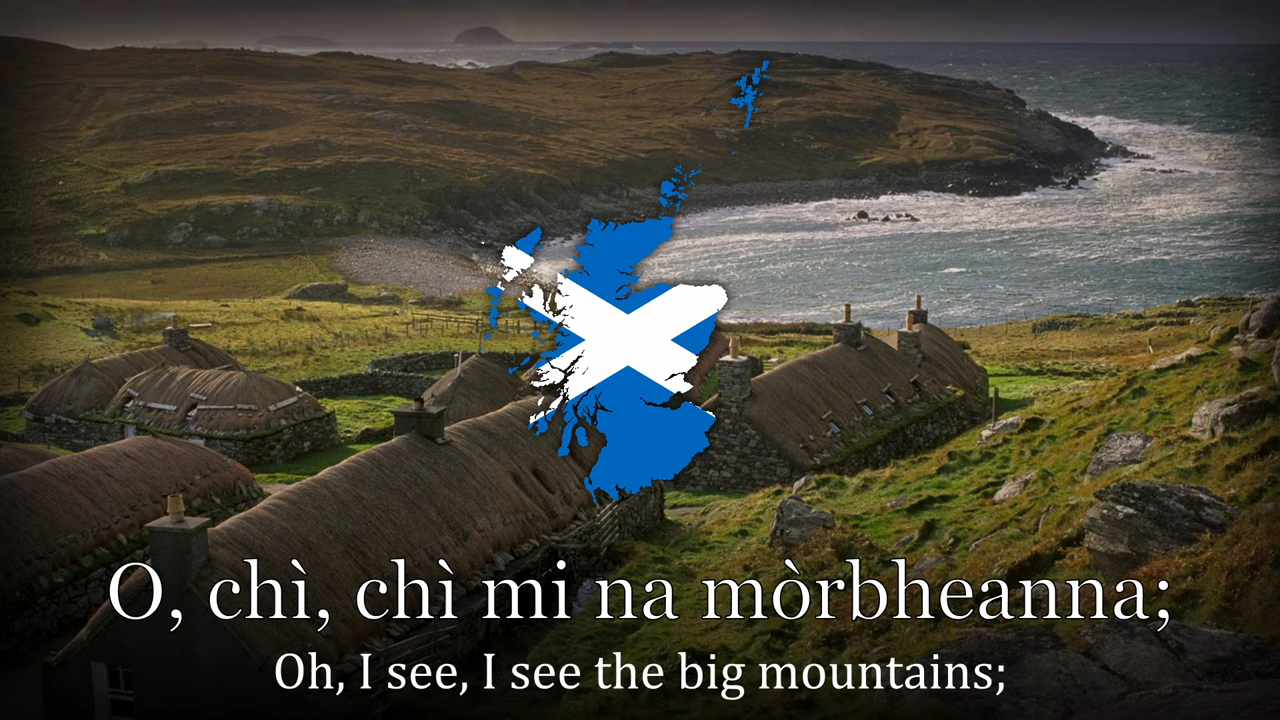 O, chì, chì mi na mòrbheanna;
Oh, I see, I see the big mountains;